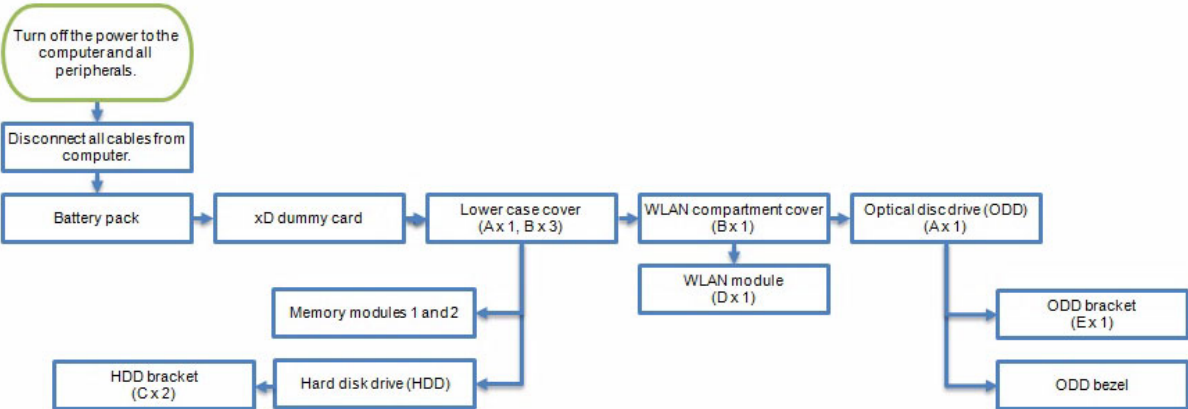 Turn off the power to the
computer and all
peripherals.
Disconnect all cables from
computer.
Battery pack
xD dummy card
Lower case cover
(A x 1, B x 3)
WLAN compartment cover
(B x 1)
Optical disc drive (ODD)
(A x 1)
WLAN module
(D x 1)
Memory modules 1 and 2
ODD bracket
(E x 1)
HDD bracket
(C x 2)
Hard disk drive (HDD)
ODD bezel